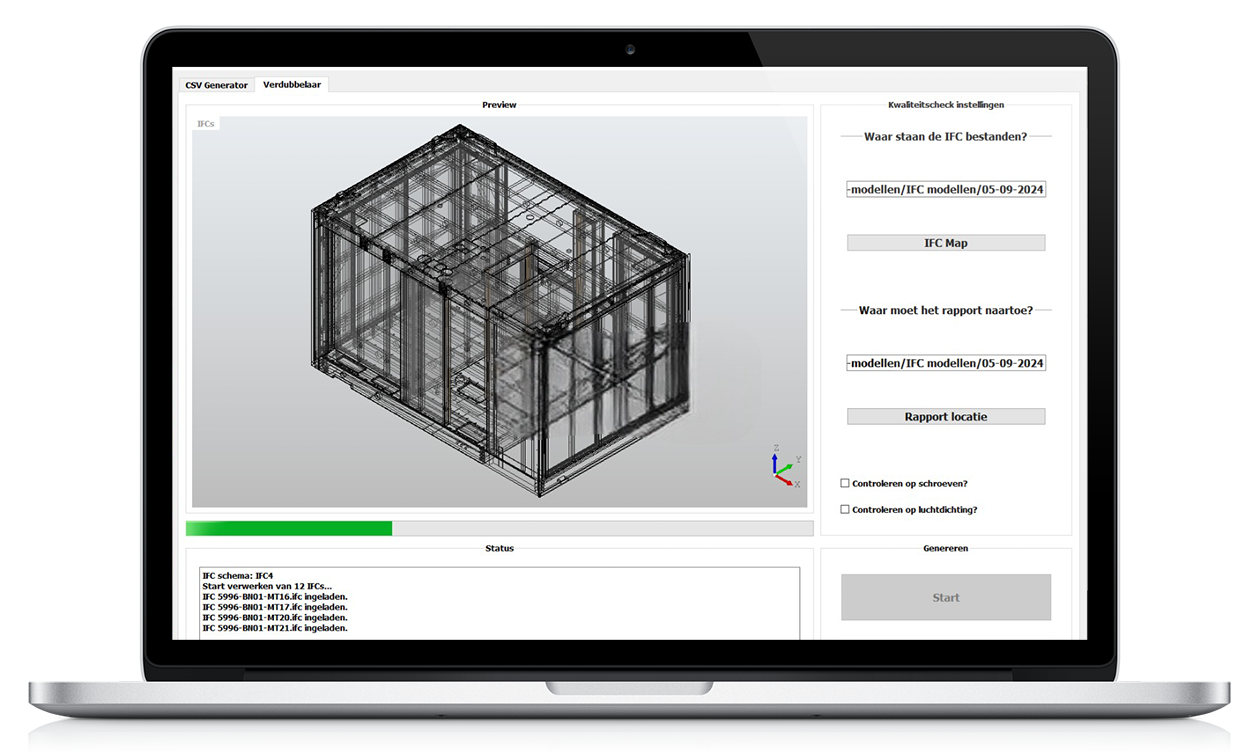 CSV Generator
Verdubbelaar
Preview
IFCs
Z
Y
X
Kwaliteitscheck instellingen
Waar staan de IFC bestanden?
-modellen/IFC modellen/05-09-2024
IFC Map
Waar moet het rapport naartoe?
-modellen/IFC modellen/05-09-2024
Rapport locatie
Controleren op schroeven?
Controleren op luchtdichting?
Status
IFC schema: IFC4
Start verwerken van 12 IFCs...
IFC 5996-BN01-MT16.ifc ingeladen.
IFC 5996-BN01-MT17.ifc ingeladen.
IFC 5996-BN01-MT20.ifc ingeladen.
IFC 5996-BN01-MT21.ifc ingeladen.
Genereren
Start